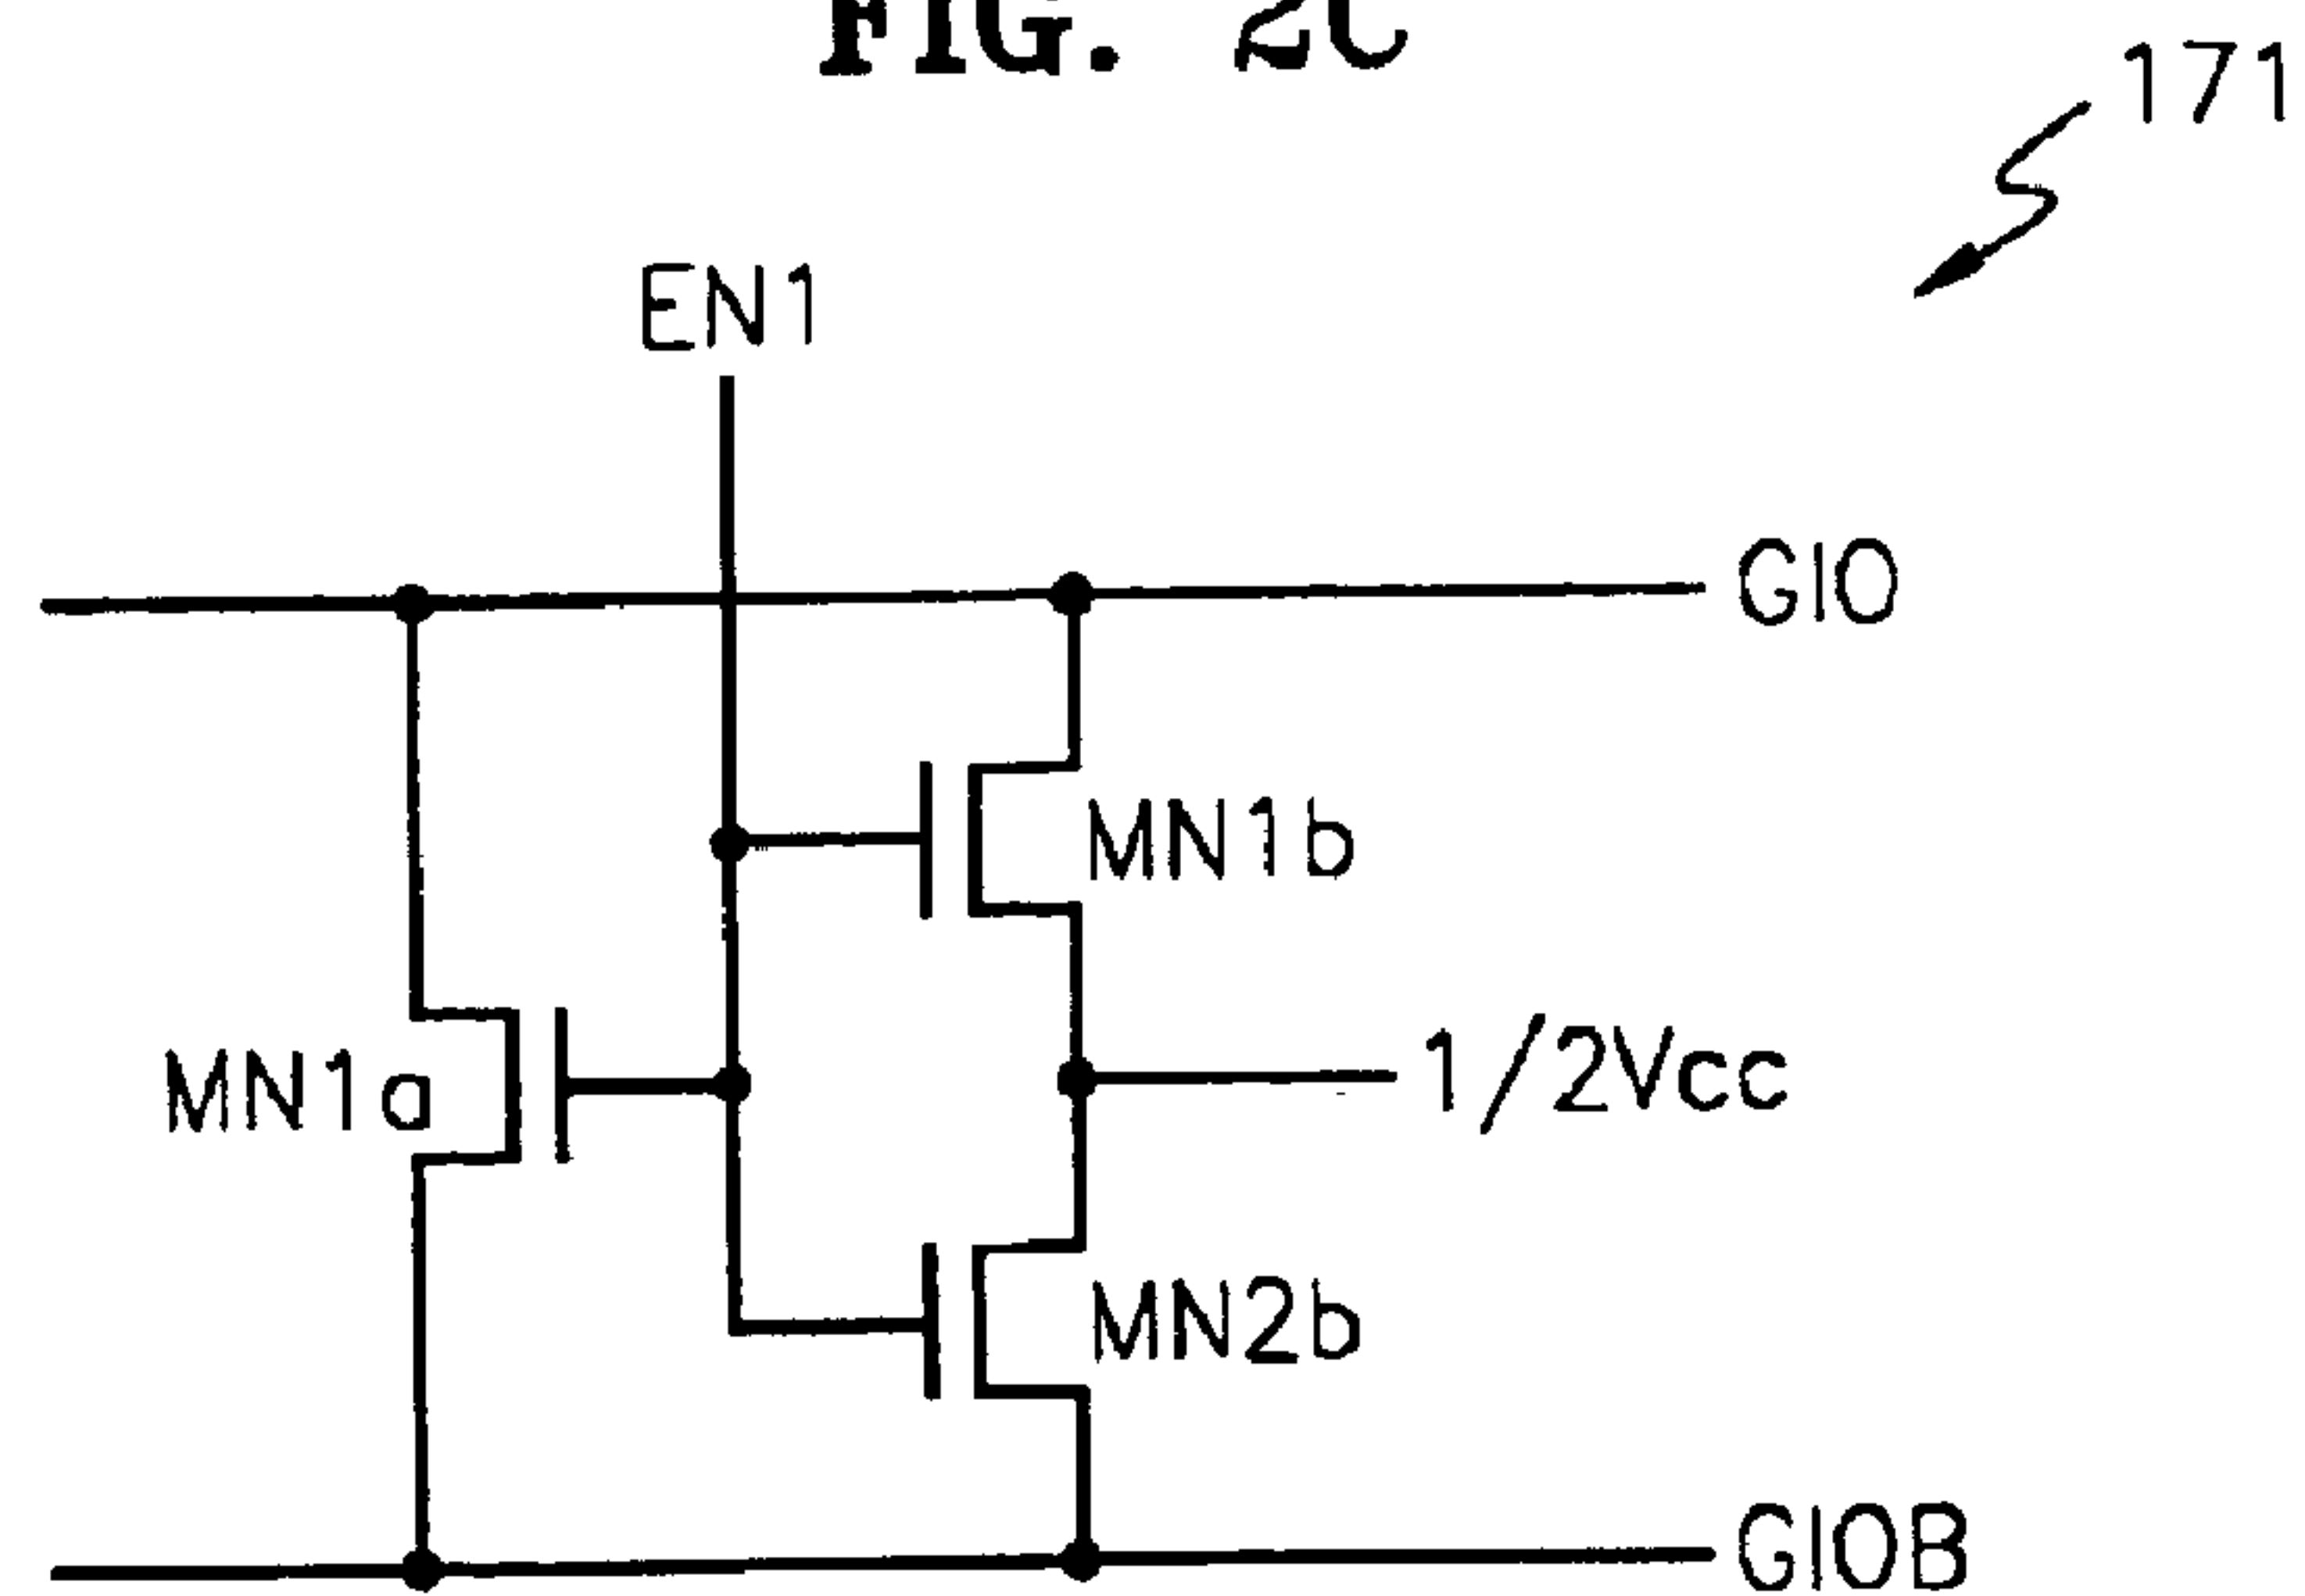 FIG. 2C
171
EN1
GIO
MN1b
MN1a
1/2Vcc
MN2b
GIOB